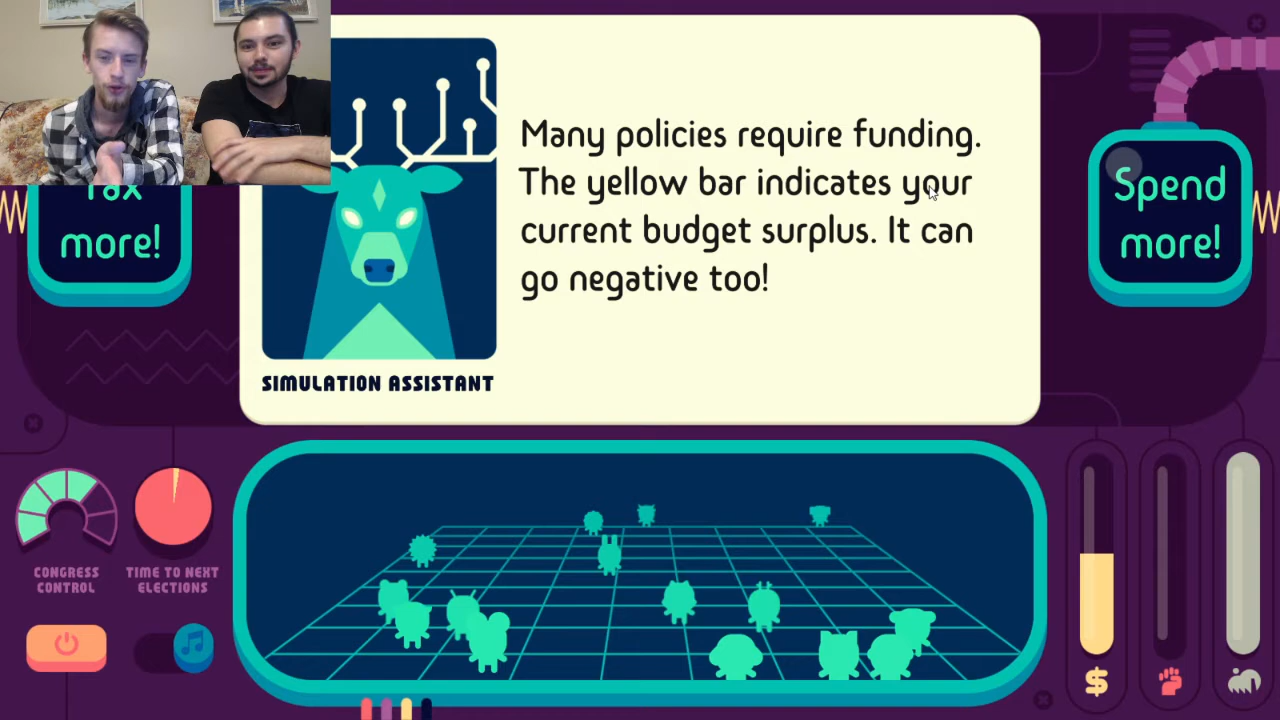 Many policies require funding.
The yellow bar indicates your
current budget surplus. It can
go negative too!
SIMULATION ASSISTANT
Tax
more!
Spend
more!
CONGRESS
CONTROL
TIME TO NEXT
ELECTIONS
$